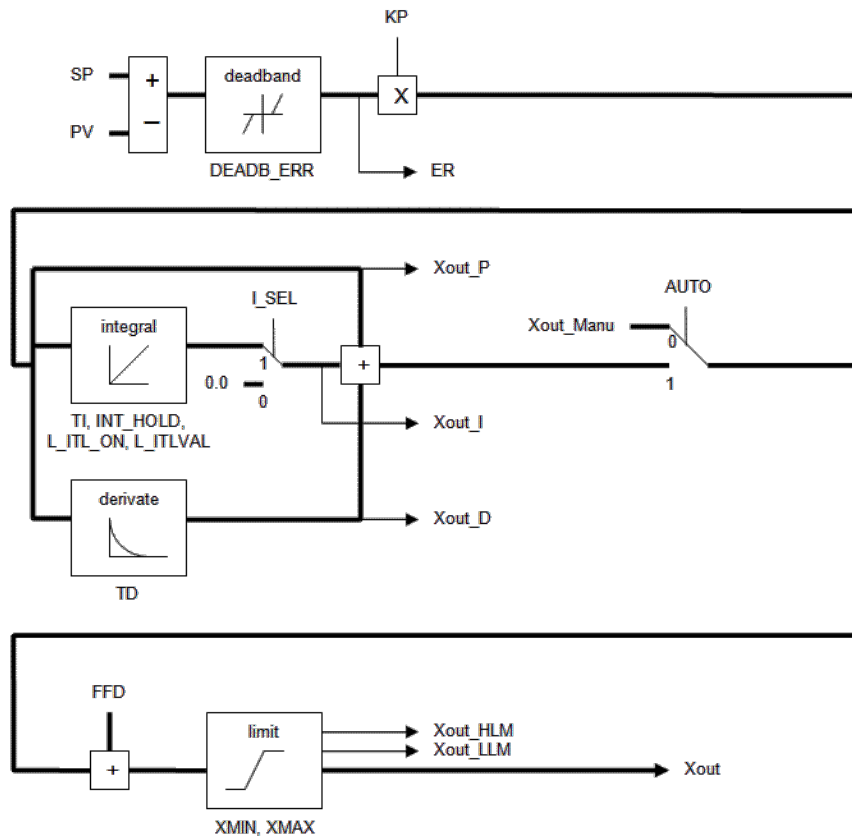 KP
SP
+
deadband
X
−
PV
DEADB_ERR
ER
Xout_P
I_SEL
AUTO
integral
Xout_Manu
0
1
+
0.0
0
1
TI, INT_HOLD,
L_ITL_ON, L_ITLVAL
Xout_I
derivate
Xout_D
TD
FFD
limit
Xout_HLM
Xout_LLM
+
Xout
XMIN, XMAX